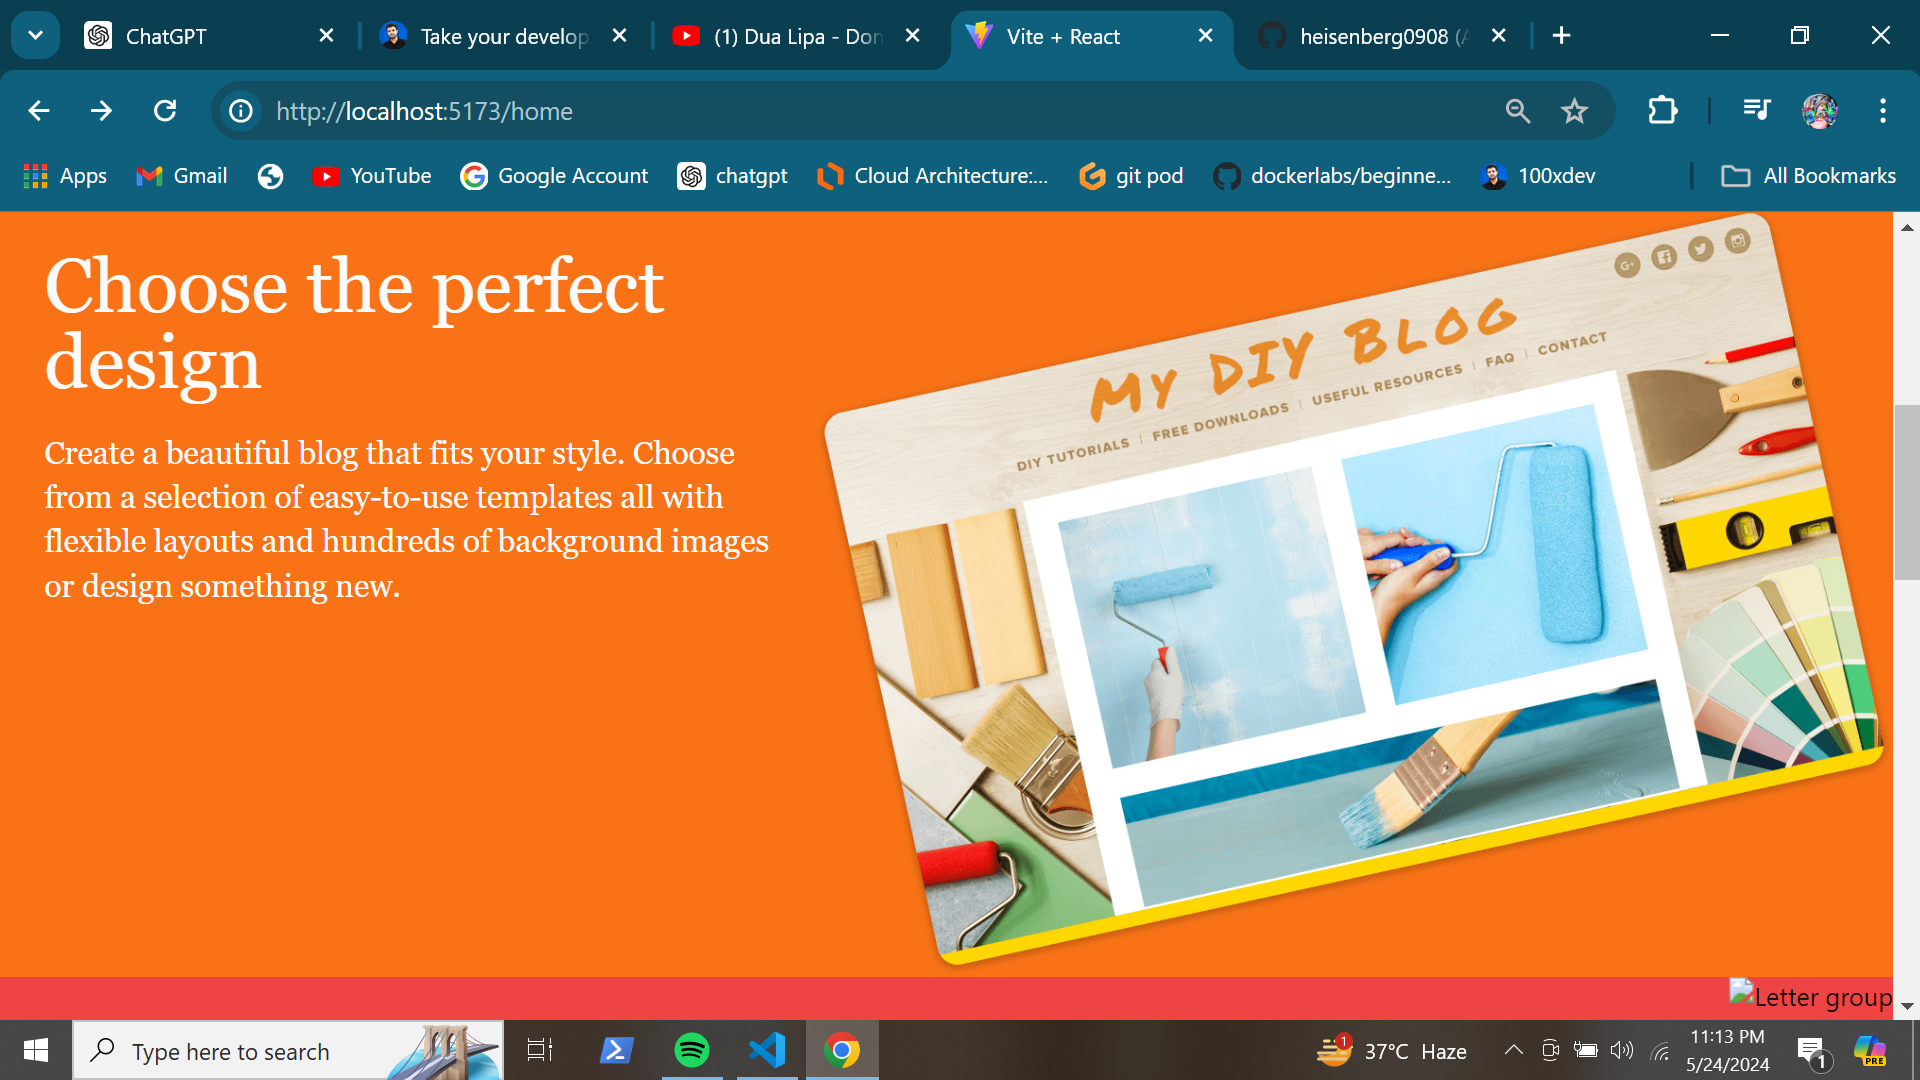 ChatGPT
Take your develop
(1) Dua Lipa - Don
Vite + React
heisenberg0908 (A
http://localhost:5173/home
Apps
Gmail
YouTube
Google Account
chatgpt
Cloud Architecture:...
git pod
dockerlabs/beginne...
100xdev
All Bookmarks
Choose the perfect
design
Create a beautiful blog that fits your style. Choose
from a selection of easy-to-use templates all with
flexible layouts and hundreds of background images
or design something new.
My DIY Blog
DIY TUTORIALS | FREE DOWNLOADS | USEFUL RESOURCES | FAQ | CONTACT
Letter group
Type here to search
1
37°C Haze
11:13 PM
5/24/2024
1
PRE